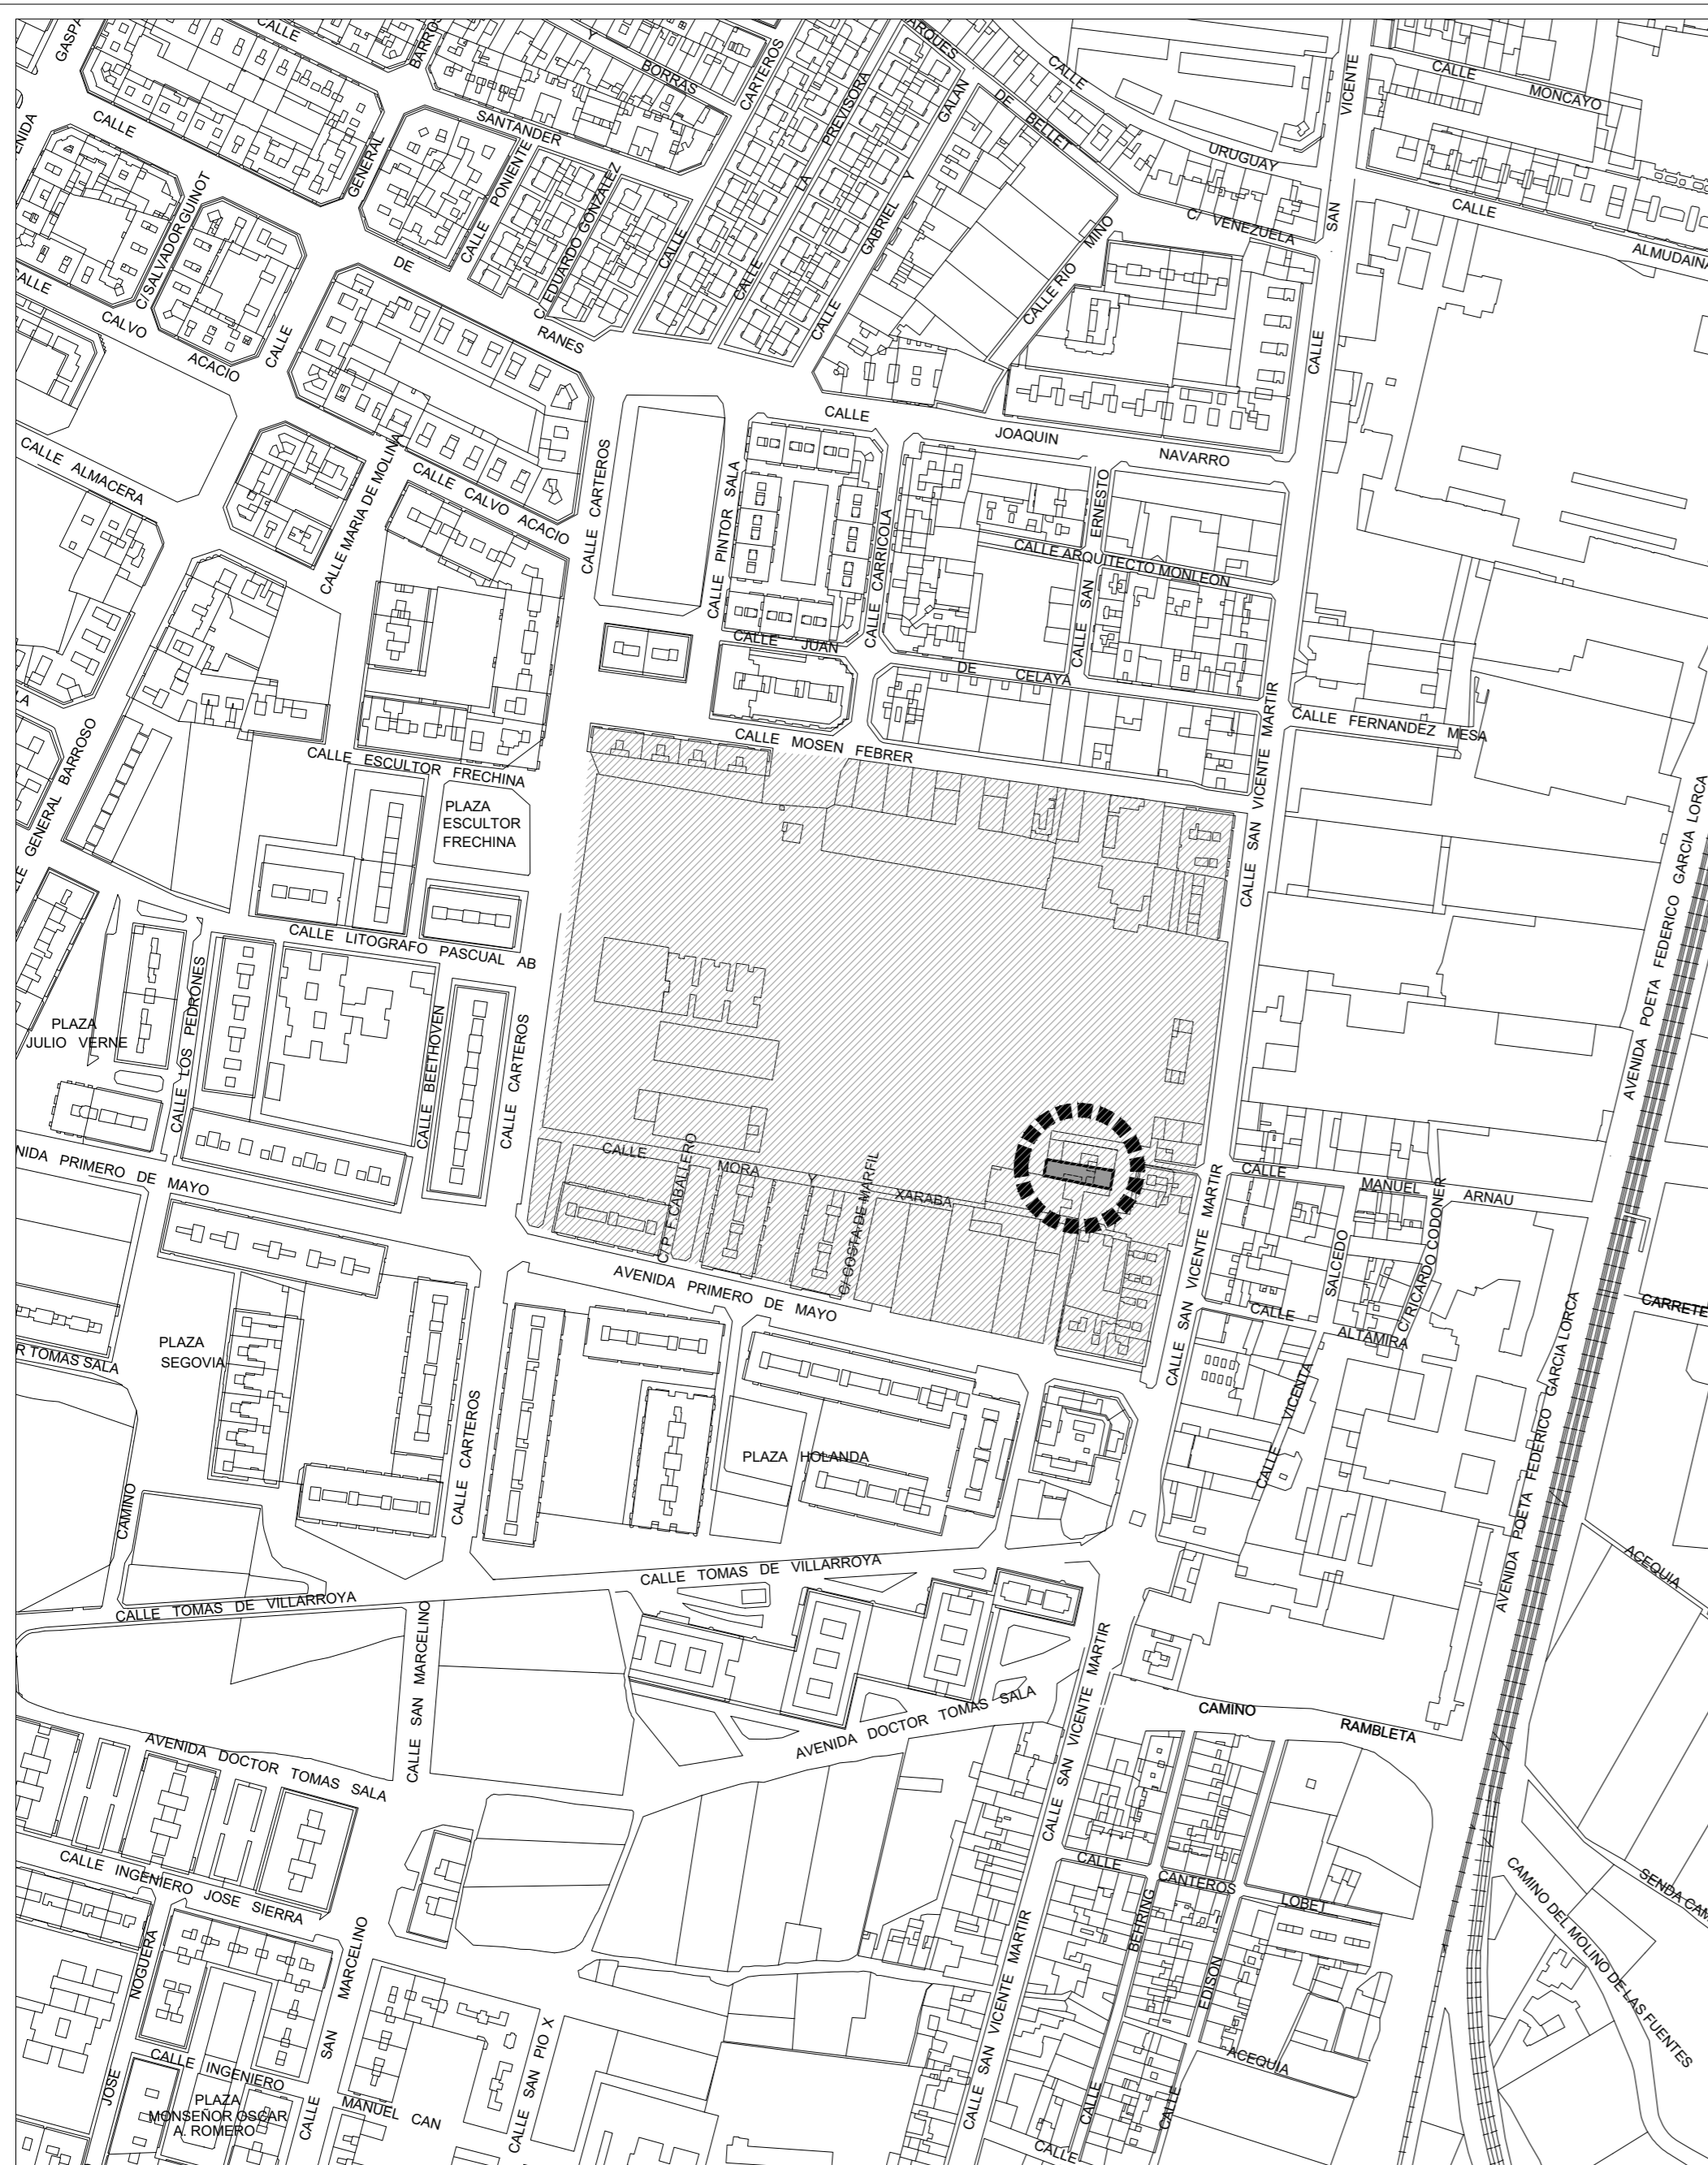 CALLE
BARROS
GENERAL
Y
BORRAS
CARTEROS
SANTANDER
CALLE
CALLE
PONIENTE
C/ EDUARDO GONZALEZ
DE
RANES
CALLE
CALLE
LA
PREVISORA
GALAN
Y
GABRIEL
CALLE
DE
BELLET
CALLE
URUGUAY
C/ VENEZUELA
CALLE RIO
MIÑO
VICENTE
SAN
CALLE
CALLE
MONCAYO
CALLE
ALMUDAINA
C/SALVADOR GUINOT
CALVO
ACACIO
CALLE
CALLE ALMACERA
CALLE MARIA DE MOLINA
CALLE CALVO ACACIO
CALLE CARTEROS
CALLE PINTOR SALA
CALLE CARRICOLA
CALLE
JOAQUIN
NAVARRO
ERNESTO
SAN
CALLE
CALLE ARQUITECTO MONLEON
CALLE JUAN
DE CELAYA
CALLE MOSEN FEBRER
CALLE SAN VICENTE MARTIR
CALLE FERNANDEZ MESA
GENERAL BARROSO
CALLE ESCULTOR FRECHINA
PLAZA
ESCULTOR
FRECHINA
CALLE LITOGRAFO PASCUAL AB
AVENIDA POETA FEDERICO GARCIA LORCA
PLAZA
JULIO VERNE
CALLE LOS PEDRONES
CALLE BEETHOVEN
CALLE CARTEROS
CALLE MORA Y XARABA
C/ P. F. CABALLERO
C/ COSTA DE MARFIL
CALLE MANUEL ARNAU
NIDA PRIMERO DE MAYO
AVENIDA PRIMERO DE MAYO
CALLE SAN VICENTE MARTIR
SALCEDO
C/RICARDO CODOÑER
CALLE
ALTAMIRA
CARRETE
R TOMAS SALA
PLAZA
SEGOVIA
CALLE CARTEROS
PLAZA HOLANDA
CALLE VICENTA
CAMINO
AVENIDA POETA FEDERICO GARCIA LORCA
ACEQUIA
CALLE TOMAS DE VILLARROYA
CALLE TOMAS DE VILLARROYA
CALLE SAN MARCELINO
AVENIDA DOCTOR TOMAS SALA
CALLE SAN VICENTE MARTIR
CAMINO RAMBLETA
AVENIDA DOCTOR TOMAS SALA
CALLE INGENIERO JOSE SIERRA
CALLE
CANTEROS
LOBET
SENDA CAM
CAMINO DEL MOLINO DE LAS FUENTES
JOSE
NOGUERA
CALLE
SAN
MARCELINO
CALLE SAN VICENTE MARTIR
CALLE
BEHRING
CALLE
EDISON
ACEQUIA
CALLE INGENIERO
MANUEL CAN
CALLE SAN PIO X
PLAZA
MONSEÑOR OSCAR
A. ROMERO
CALLE